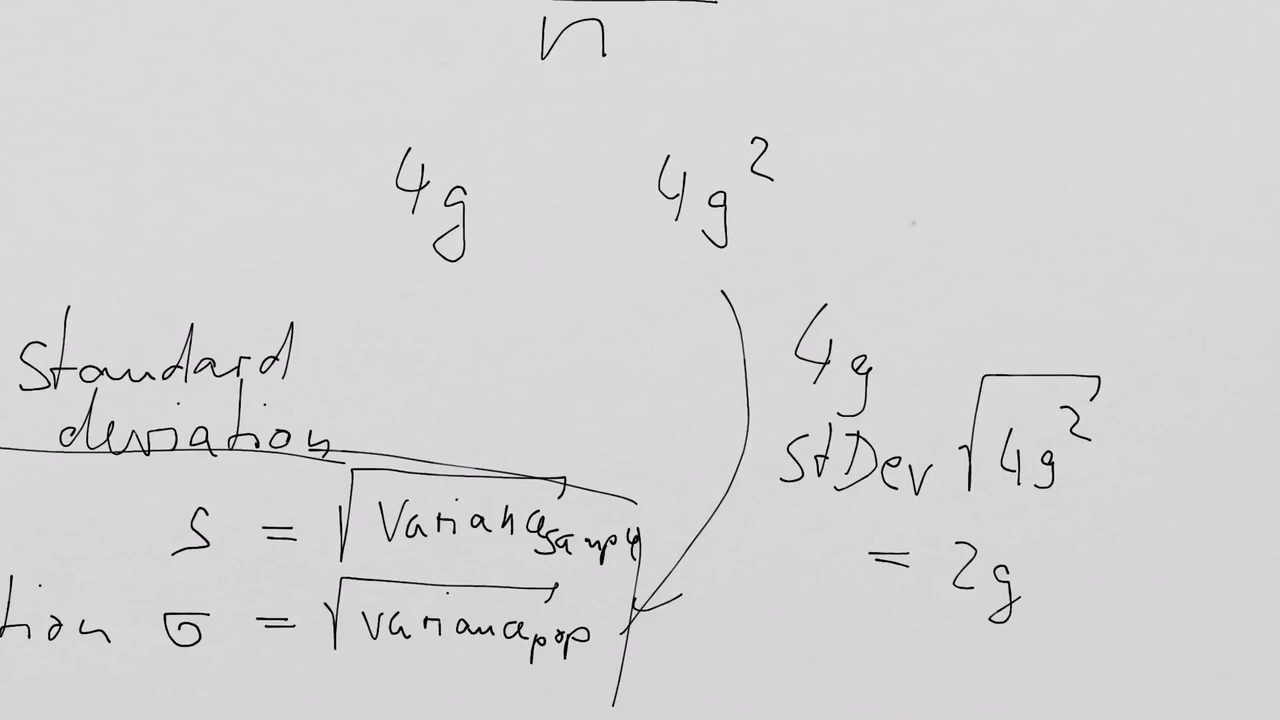 n
4g 4g²
Standard
deviation
s = √variance sample
tion σ = √variance pop
4g
StDev √4g²
= 2g